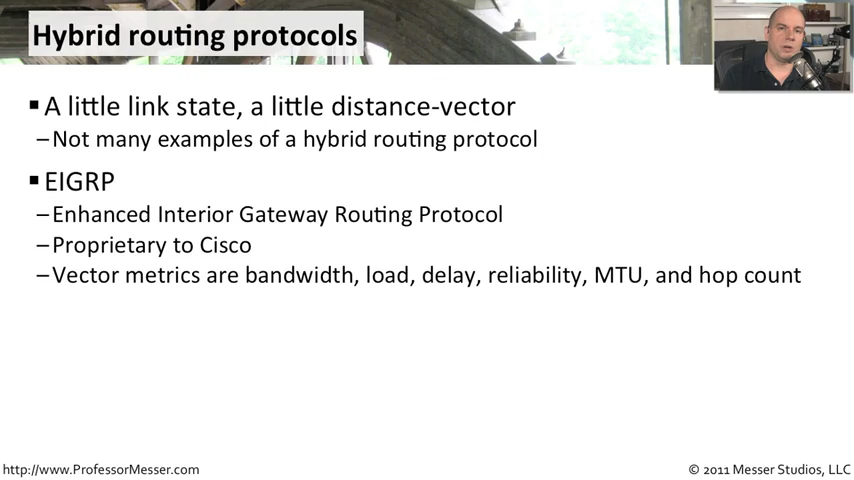 Hybrid routing protocols
▪A little link state, a little distance-vector
–Not many examples of a hybrid routing protocol
▪EIGRP
–Enhanced Interior Gateway Routing Protocol
–Proprietary to Cisco
–Vector metrics are bandwidth, load, delay, reliability, MTU, and hop count
http://www.ProfessorMesser.com
© 2011 Messer Studios, LLC